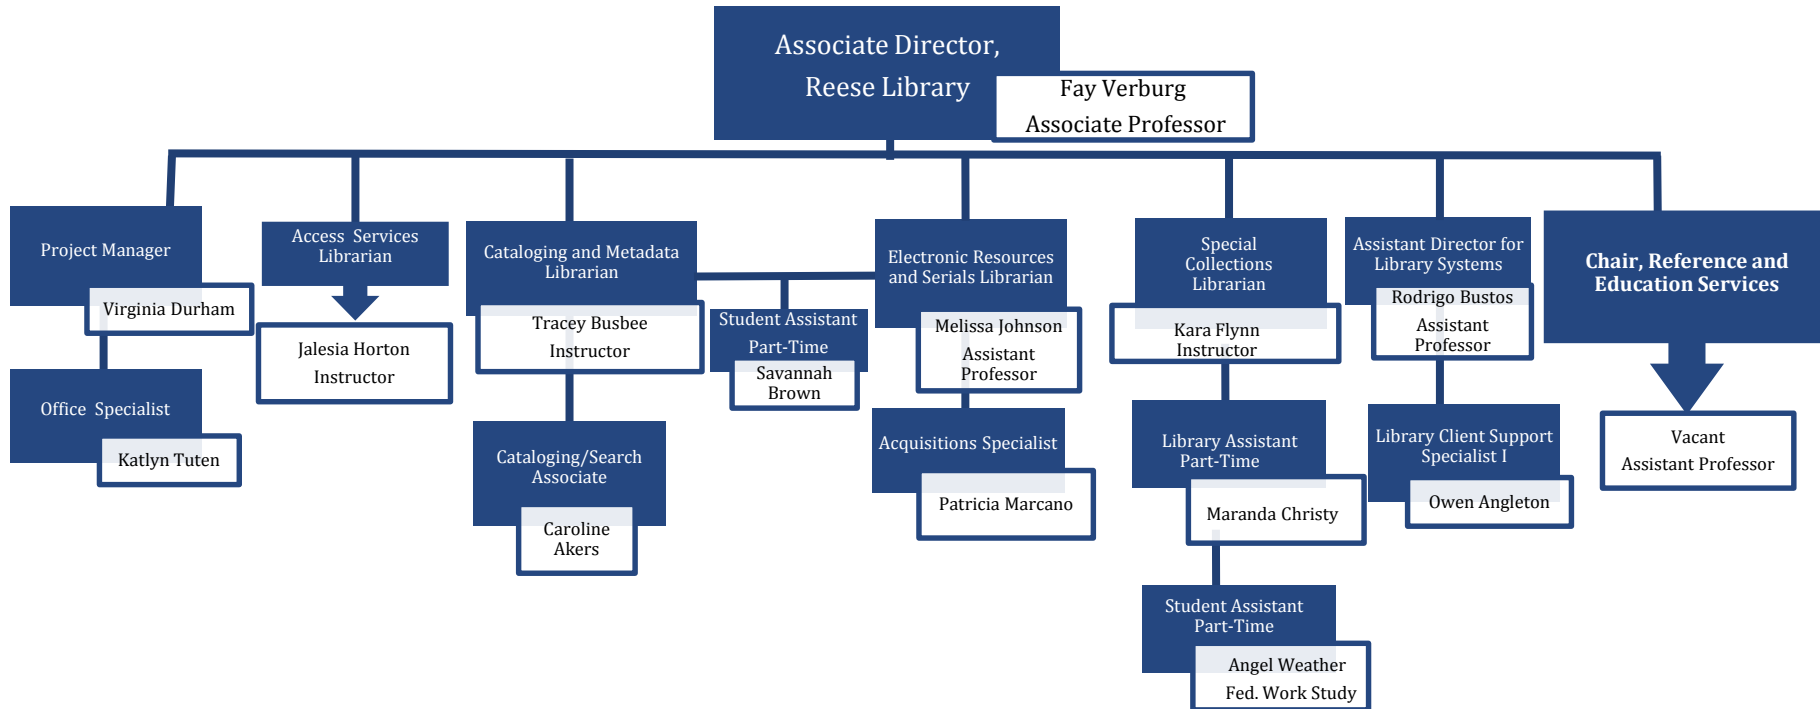 Associate Director,
Reese Library
Fay Verburg
Associate Professor
Project Manager
Virginia Durham
Office Specialist
Katlyn Tuten
Access Services
Librarian
Jalesia Horton
Instructor
Cataloging and Metadata
Librarian
Tracey Busbee
Instructor
Cataloging/Search
Associate
Caroline
Akers
Student Assistant
Part-Time
Savannah
Brown
Electronic Resources
and Serials Librarian
Melissa Johnson
Assistant
Professor
Acquisitions Specialist
Patricia Marcano
Special
Collections
Librarian
Kara Flynn
Instructor
Library Assistant
Part-Time
Maranda Christy
Student Assistant
Part-Time
Angel Weather
Fed. Work Study
Assistant Director for
Library Systems
Rodrigo Bustos
Assistant
Professor
Library Client Support
Specialist I
Owen Angleton
Chair, Reference and
Education Services
Vacant
Assistant Professor